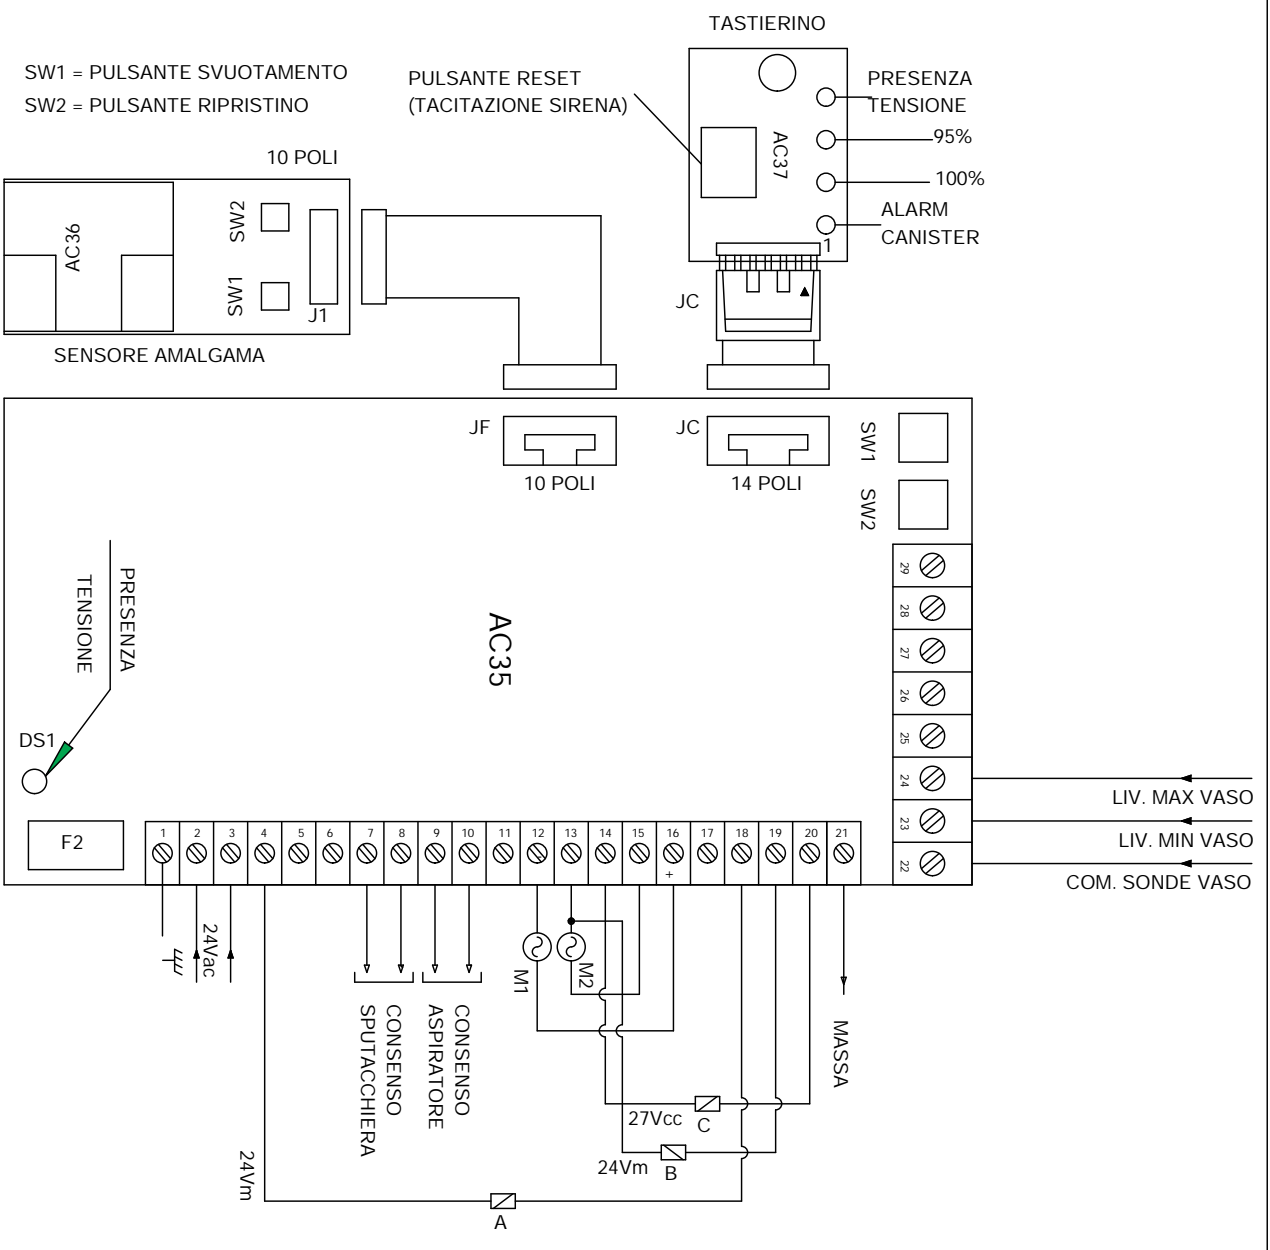 TASTIERINO
SW1 = PULSANTE SVUOTAMENTO
SW2 = PULSANTE RIPRISTINO
PULSANTE RESET
(TACITAZIONE SIRENA)
PRESENZA
TENSIONE
95%
100%
ALARM
CANISTER
AC37
1
10 POLI
AC36
SW2
SW1
J1
SENSORE AMALGAMA
JC
JF
10 POLI
JC
14 POLI
SW1
SW2
29
28
27
26
25
24
23
22
LIV. MAX VASO
LIV. MIN VASO
COM. SONDE VASO
AC35
PRESENZA
TENSIONE
DS1
F2
1 2 3 4 5 6 7 8 9 10 11 12 13 14 15 16 17 18 19 20 21
-
+
24Vac
M1
M2
CONSENSO
SPUTACCHIERA
CONSENSO
ASPIRATORE
MASSA
27Vcc
C
24Vm
B
24Vm
A